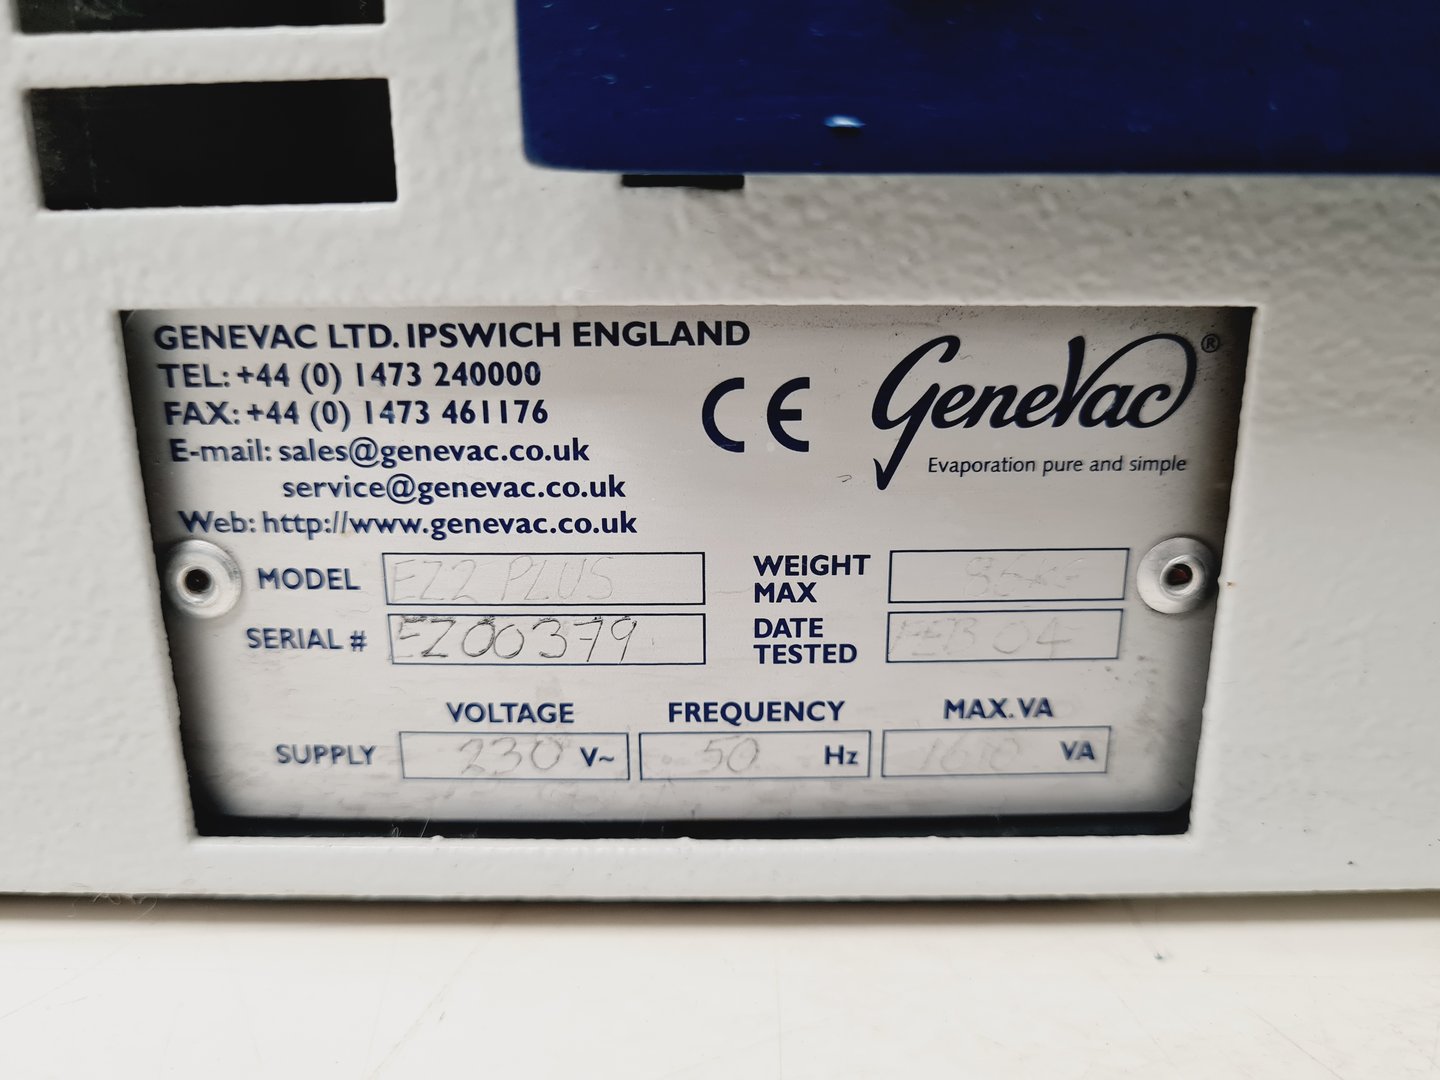 GENEVAC LTD. IPSWICH ENGLAND
TEL: +44 (0) 1473 240000
FAX: +44 (0) 1473 461176
E-mail: sales@genevac.co.uk
service@genevac.co.uk
Web: http://www.genevac.co.uk
CE
GeneVac®
Evaporation pure and simple
MODEL EZ2 PLUS
SERIAL # EZ00379
WEIGHT MAX
DATE TESTED FEB 04
VOLTAGE FREQUENCY MAX. VA
SUPPLY 230 V~ 50 Hz VA